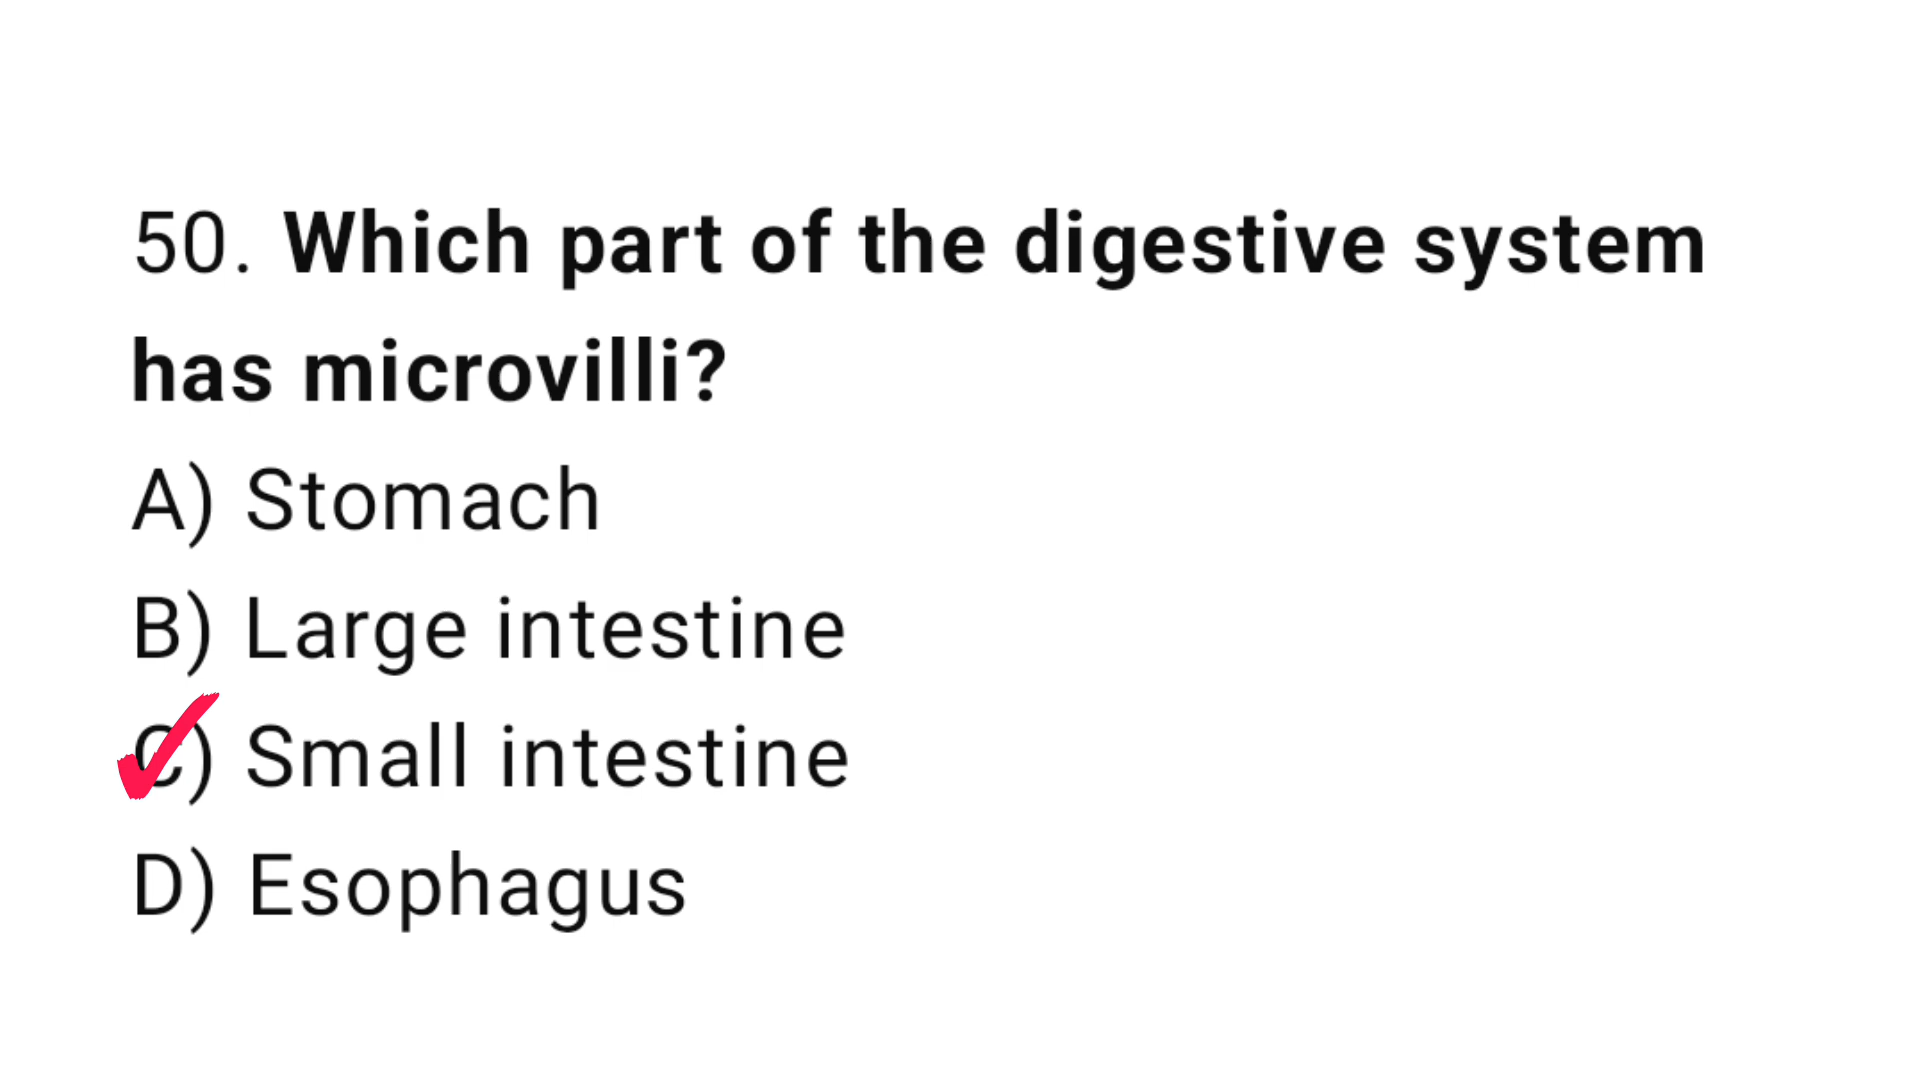 50. Which part of the digestive system
has microvilli?
A) Stomach
B) Large intestine
C) Small intestine
D) Esophagus